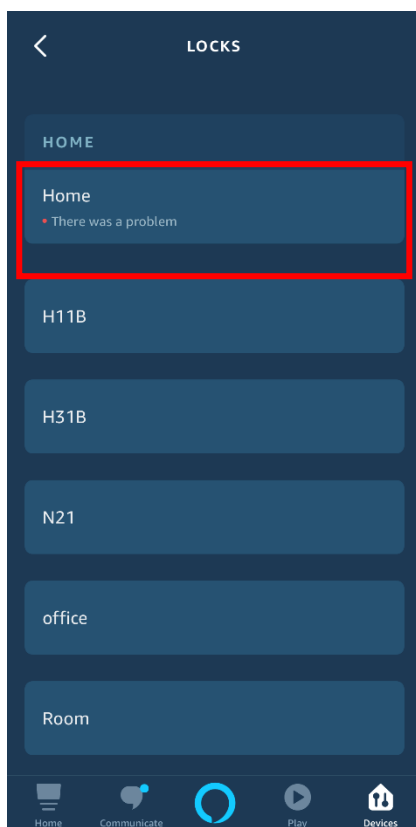 LOCKS
HOME
Home
• There was a problem
H11B
H31B
N21
office
Room
Home Communicate Play Devices